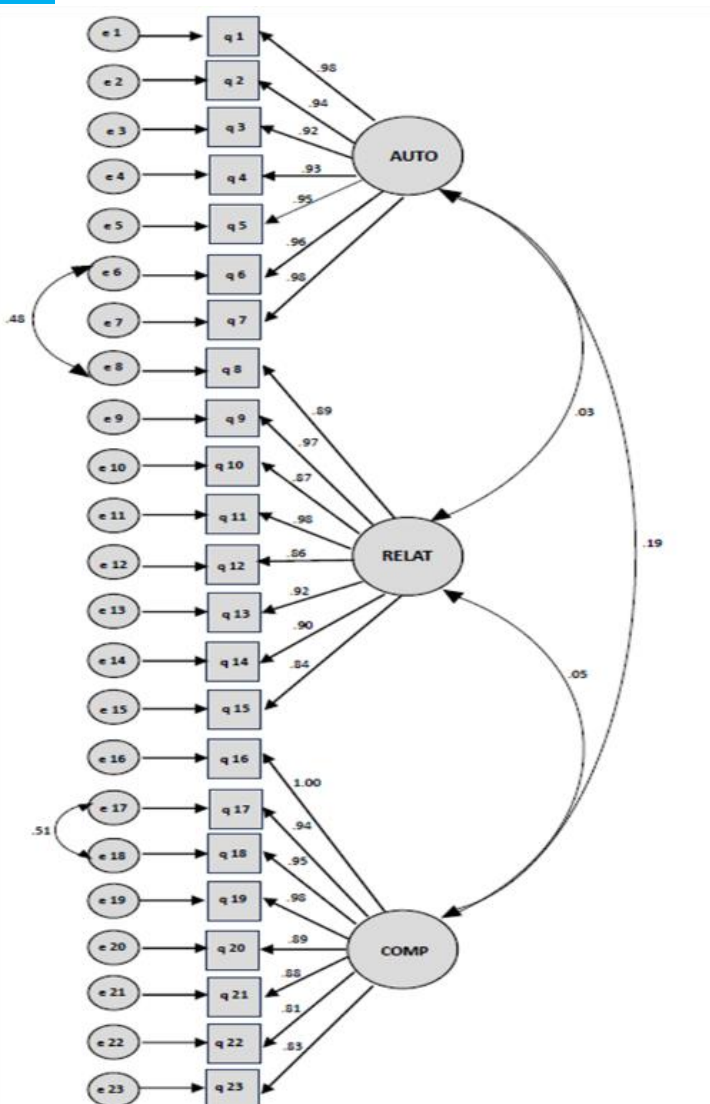 e 1 q 1
.98
e 2 q 2
.94
e 3 q 3
.92
AUTO
e 4 q 4
.93
.95
e 5 q 5
.96
e 6 q 6
.98
e 7 q 7
.48
e 8 q 8
.89
.03
e 9 q 9
.97
e 10 q 10
.87
e 11 q 11
.98
.19
RELAT
.86
e 12 q 12
.92
e 13 q 13
.90
e 14 q 14
.84
.05
e 15 q 15
e 16 q 16
1.00
e 17 q 17
.94
.51
e 18 q 18
.95
e 19 q 19
.98
.89
e 20 q 20
COMP
.88
e 21 q 21
.81
e 22 q 22
.83
e 23 q 23